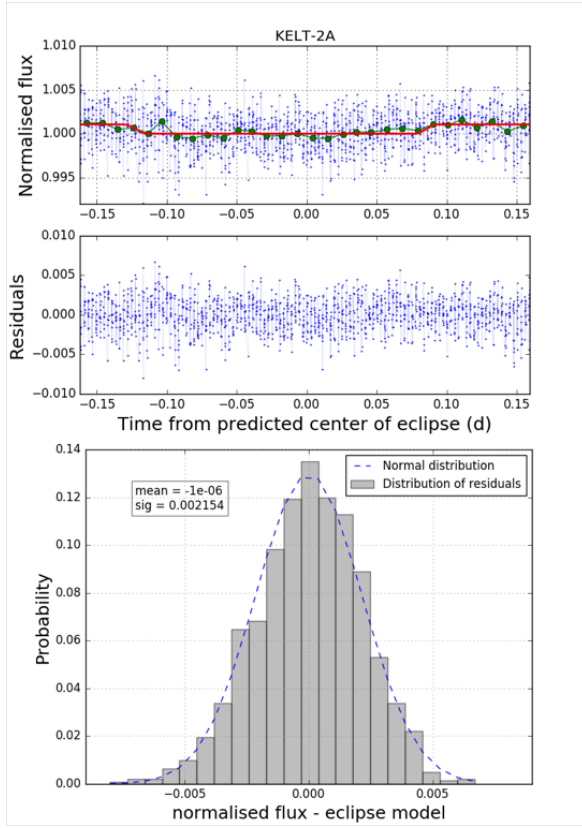 KELT-2A
Normalised flux
1.010
1.005
1.000
0.995
−0.15 −0.10 −0.05 0.00 0.05 0.10 0.15
Residuals
0.010
0.005
0.000
−0.005
−0.010
−0.15 −0.10 −0.05 0.00 0.05 0.10 0.15
Time from predicted center of eclipse (d)
Probability
0.14
0.12
0.10
0.08
0.06
0.04
0.02
0.00
mean = -1e-06
sig = 0.002154
Normal distribution
Distribution of residuals
−0.005 0.000 0.005
normalised flux - eclipse model